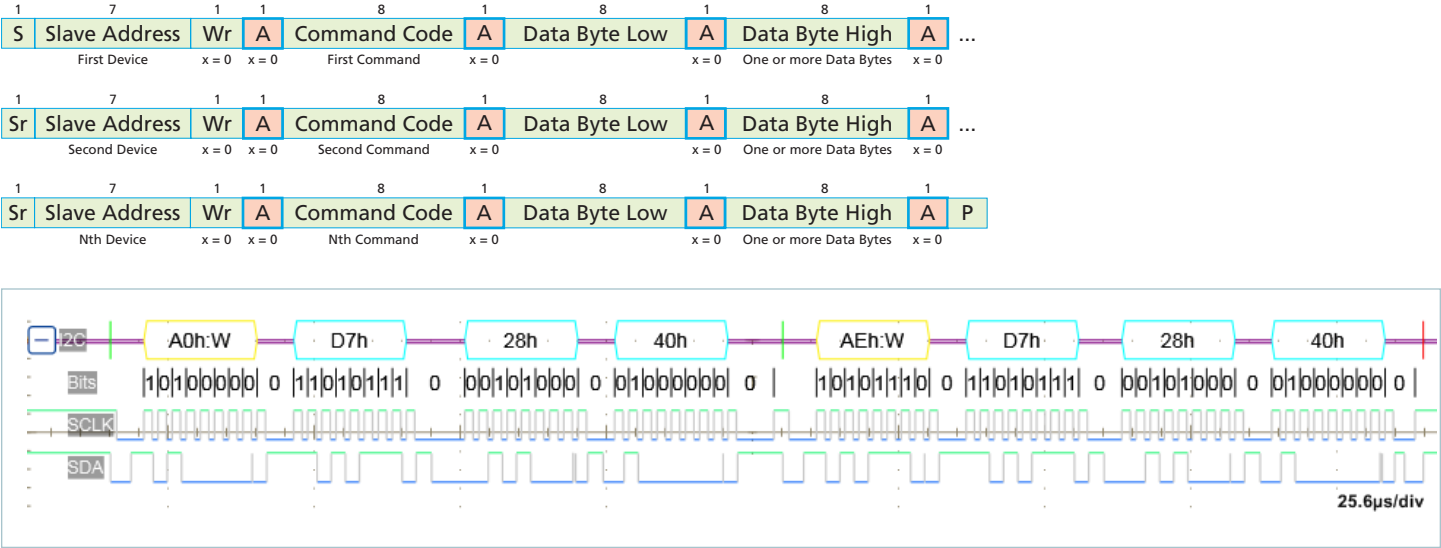 1 7 1 1 8 1 8 1 8 1
S Slave Address Wr A Command Code A Data Byte Low A Data Byte High A ...
First Device x = 0 x = 0 First Command x = 0 x = 0 One or more Data Bytes x = 0
1 7 1 1 8 1 8 1 8 1
Sr Slave Address Wr A Command Code A Data Byte Low A Data Byte High A ...
Second Device x = 0 x = 0 Second Command x = 0 x = 0 One or more Data Bytes x = 0
1 7 1 1 8 1 8 1 8 1
Sr Slave Address Wr A Command Code A Data Byte Low A Data Byte High A P
Nth Device x = 0 x = 0 Nth Command x = 0 x = 0 One or more Data Bytes x = 0
I2C A0h:W D7h 28h 40h AEh:W D7h 28h 40h
Bits 10100000 0 11010111 0 00101000 0 01000000 0 10101110 0 11010111 0 00101000 0 01000000 0
SCLK
SDA
25.6µs/div